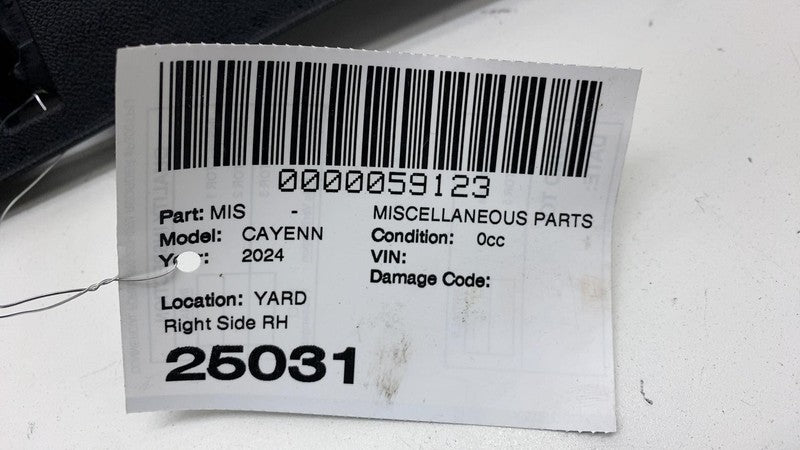 0000059123
Part: MIS - MISCELLANEOUS PARTS
Model: CAYENN Condition: 0cc
Year: 2024 VIN:
Damage Code:
Location: YARD
Right Side RH
25031